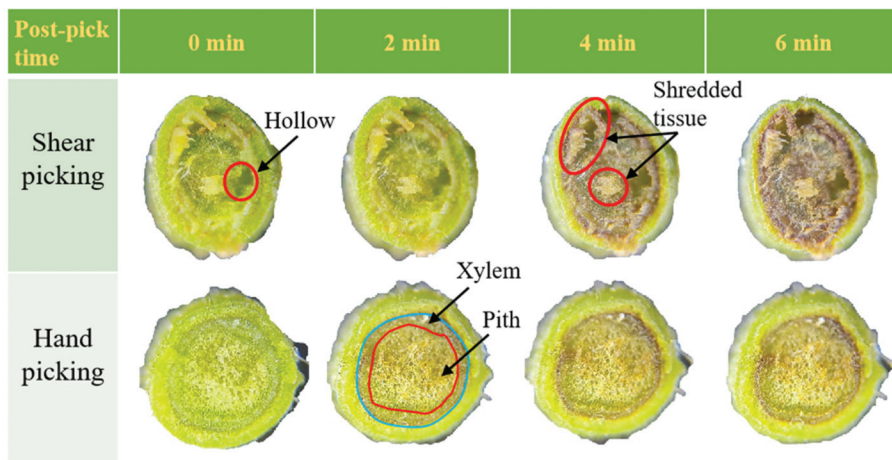 Post-pick
time
0 min
2 min
4 min
6 min
Shear
picking
Hollow
Shredded
tissue
Hand
picking
Xylem
Pith